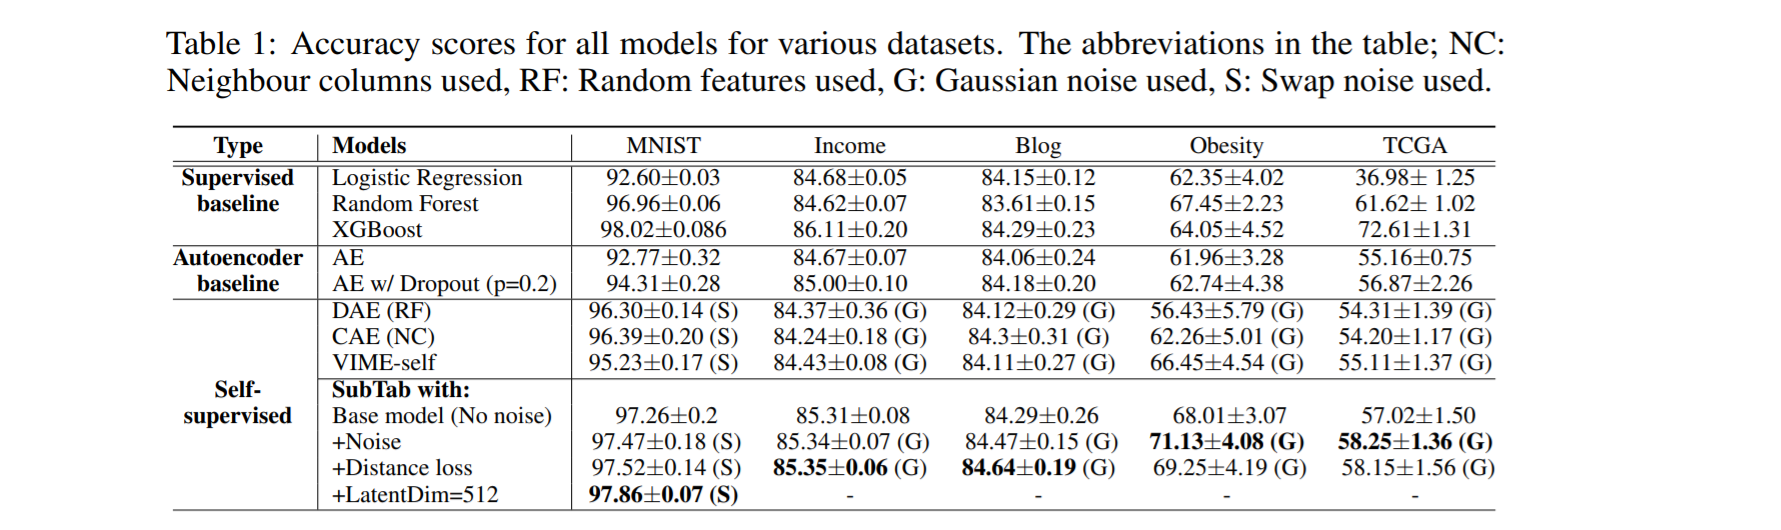 Table 1: Accuracy scores for all models for various datasets. The abbreviations in the table; NC:
Neighbour columns used, RF: Random features used, G: Gaussian noise used, S: Swap noise used.
Type Models MNIST Income Blog Obesity TCGA
Supervised Logistic Regression 92.60±0.03 84.68±0.05 84.15±0.12 62.35±4.02 36.98± 1.25
baseline Random Forest 96.96±0.06 84.62±0.07 83.61±0.15 67.45±2.23 61.62± 1.02
XGBoost 98.02±0.086 86.11±0.20 84.29±0.23 64.05±4.52 72.61±1.31
Autoencoder AE 92.77±0.32 84.67±0.07 84.06±0.24 61.96±3.28 55.16±0.75
baseline AE w/ Dropout (p=0.2) 94.31±0.28 85.00±0.10 84.18±0.20 62.74±4.38 56.87±2.26
DAE (RF) 96.30±0.14 (S) 84.37±0.36 (G) 84.12±0.29 (G) 56.43±5.79 (G) 54.31±1.39 (G)
CAE (NC) 96.39±0.20 (S) 84.24±0.18 (G) 84.3±0.31 (G) 62.26±5.01 (G) 54.20±1.17 (G)
VIME-self 95.23±0.17 (S) 84.43±0.08 (G) 84.11±0.27 (G) 66.45±4.54 (G) 55.11±1.37 (G)
Self- SubTab with:
supervised Base model (No noise) 97.26±0.2 85.31±0.08 84.29±0.26 68.01±3.07 57.02±1.50
+Noise 97.47±0.18 (S) 85.34±0.07 (G) 84.47±0.15 (G) 71.13±4.08 (G) 58.25±1.36 (G)
+Distance loss 97.52±0.14 (S) 85.35±0.06 (G) 84.64±0.19 (G) 69.25±4.19 (G) 58.15±1.56 (G)
+LatentDim=512 97.86±0.07 (S) - - - -